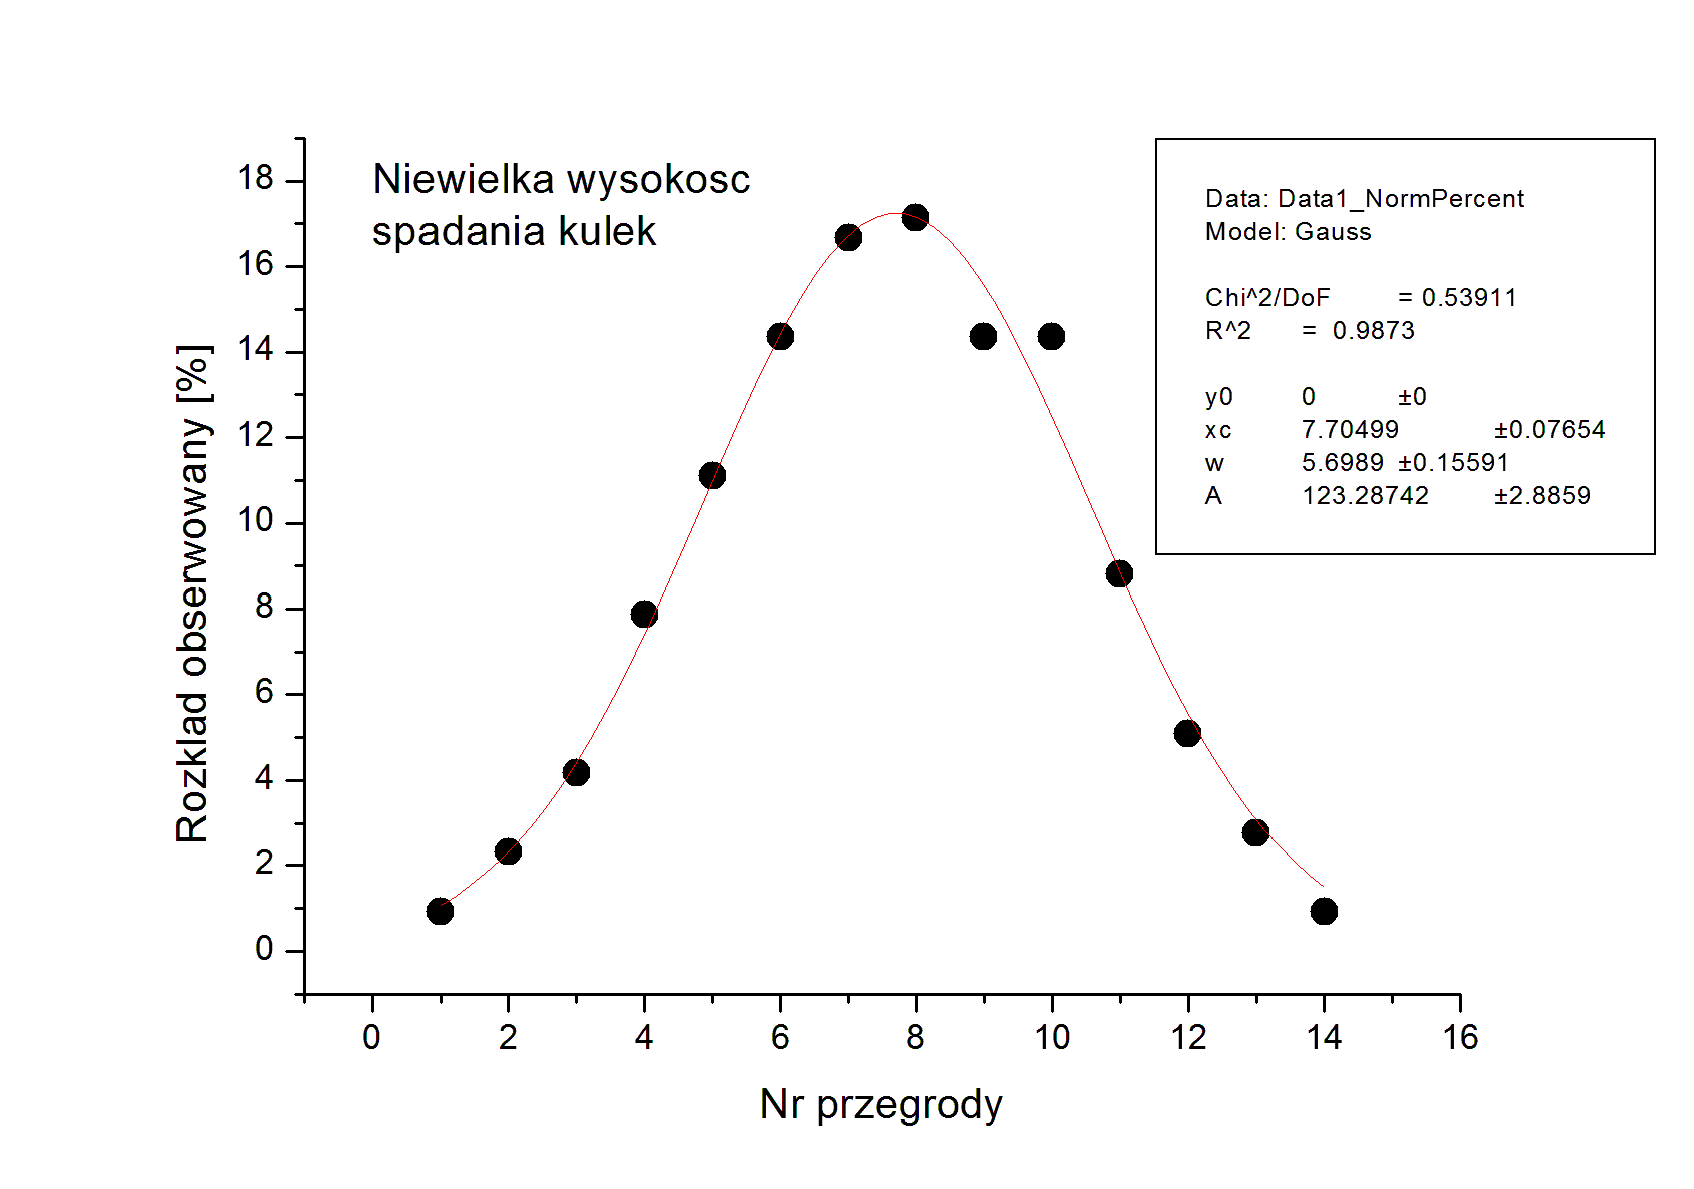 Niewielka wysokosc
spadania kulek
Data: Data1_NormPercent
Model: Gauss
Chi^2/DoF = 0.53911
R^2 = 0.9873
y0 0 ±0
xc 7.70499 ±0.07654
w 5.6989 ±0.15591
A 123.28742 ±2.8859
Rozklad obserwowany [%]
18
16
14
12
10
8
6
4
2
0
0 2 4 6 8 10 12 14 16
Nr przegrody